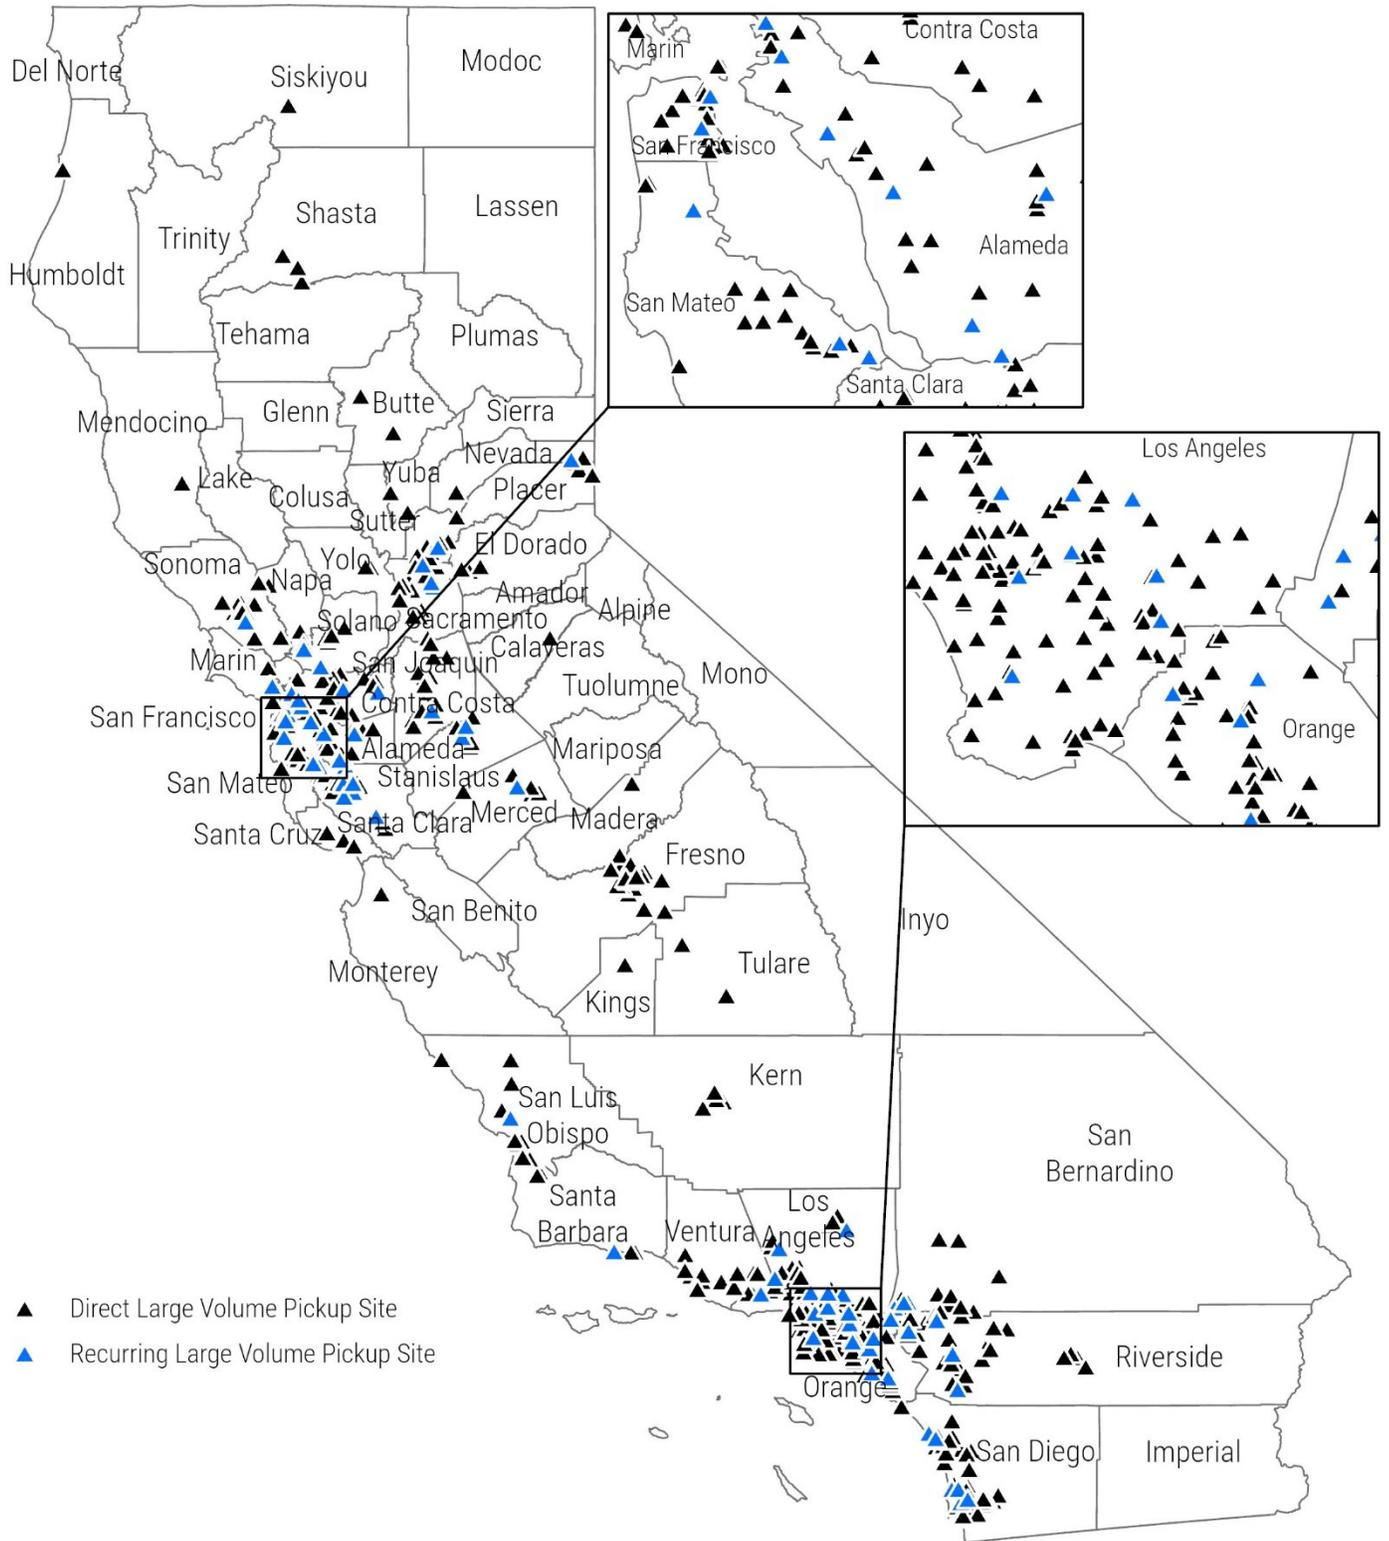 Del Norte
Siskiyou
Modoc
Humboldt
Trinity
Shasta
Lassen
Tehama
Plumas
Mendocino
Glenn
Butte
Sierra
Lake
Colusa
Yuba
Nevada
Placer
Sutter
Sonoma
Napa
Yolo
El Dorado
Amador
Alpine
Solano
Sacramento
Marin
San Joaquin
Calaveras
Tuolumne
Mono
San Francisco
Contra Costa
Alameda
Mariposa
San Mateo
Stanislaus
Santa Cruz
Santa Clara
Merced
Madera
Fresno
San Benito
Inyo
Monterey
Kings
Tulare
San Luis
Obispo
Kern
San
Bernardino
Santa
Barbara
Ventura
Los
Angeles
Orange
Riverside
San Diego
Imperial
Marin
Contra Costa
San Francisco
Alameda
San Mateo
Santa Clara
Los Angeles
Orange
Direct Large Volume Pickup Site
Recurring Large Volume Pickup Site